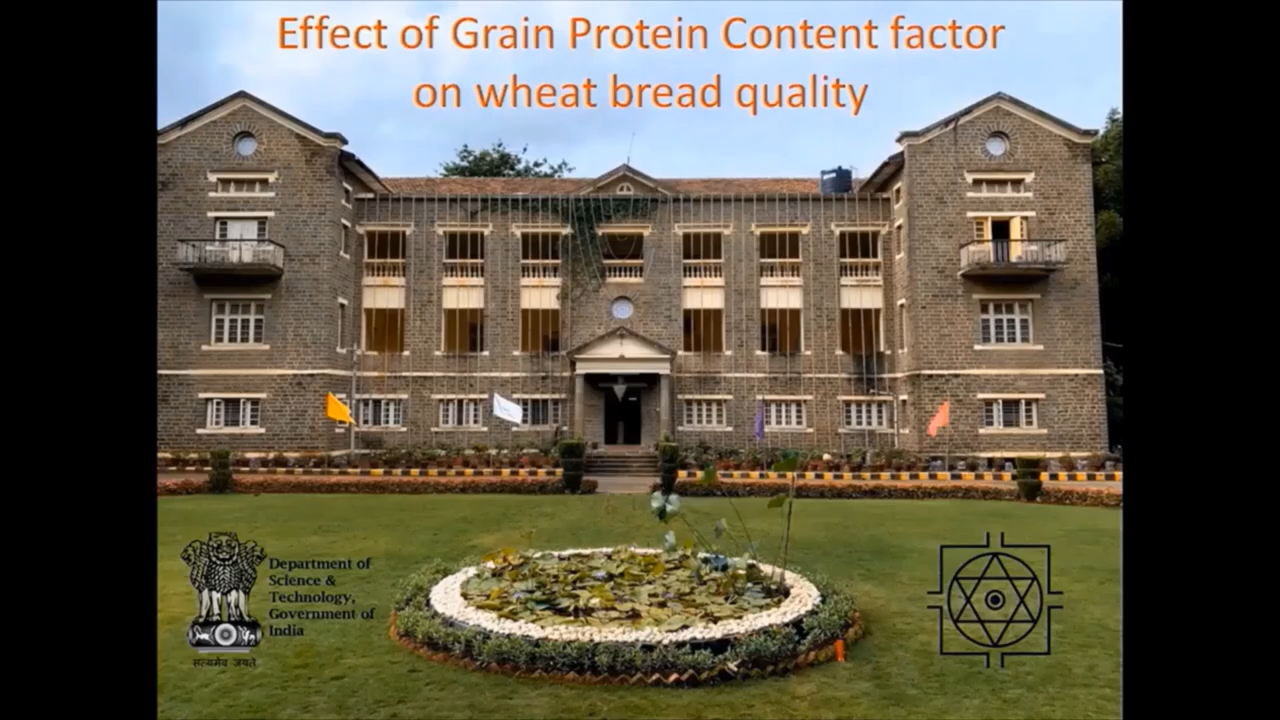 Effect of Grain Protein Content factor
on wheat bread quality
Department of
Science &
Technology,
Government of
India
सत्यमेव जयते